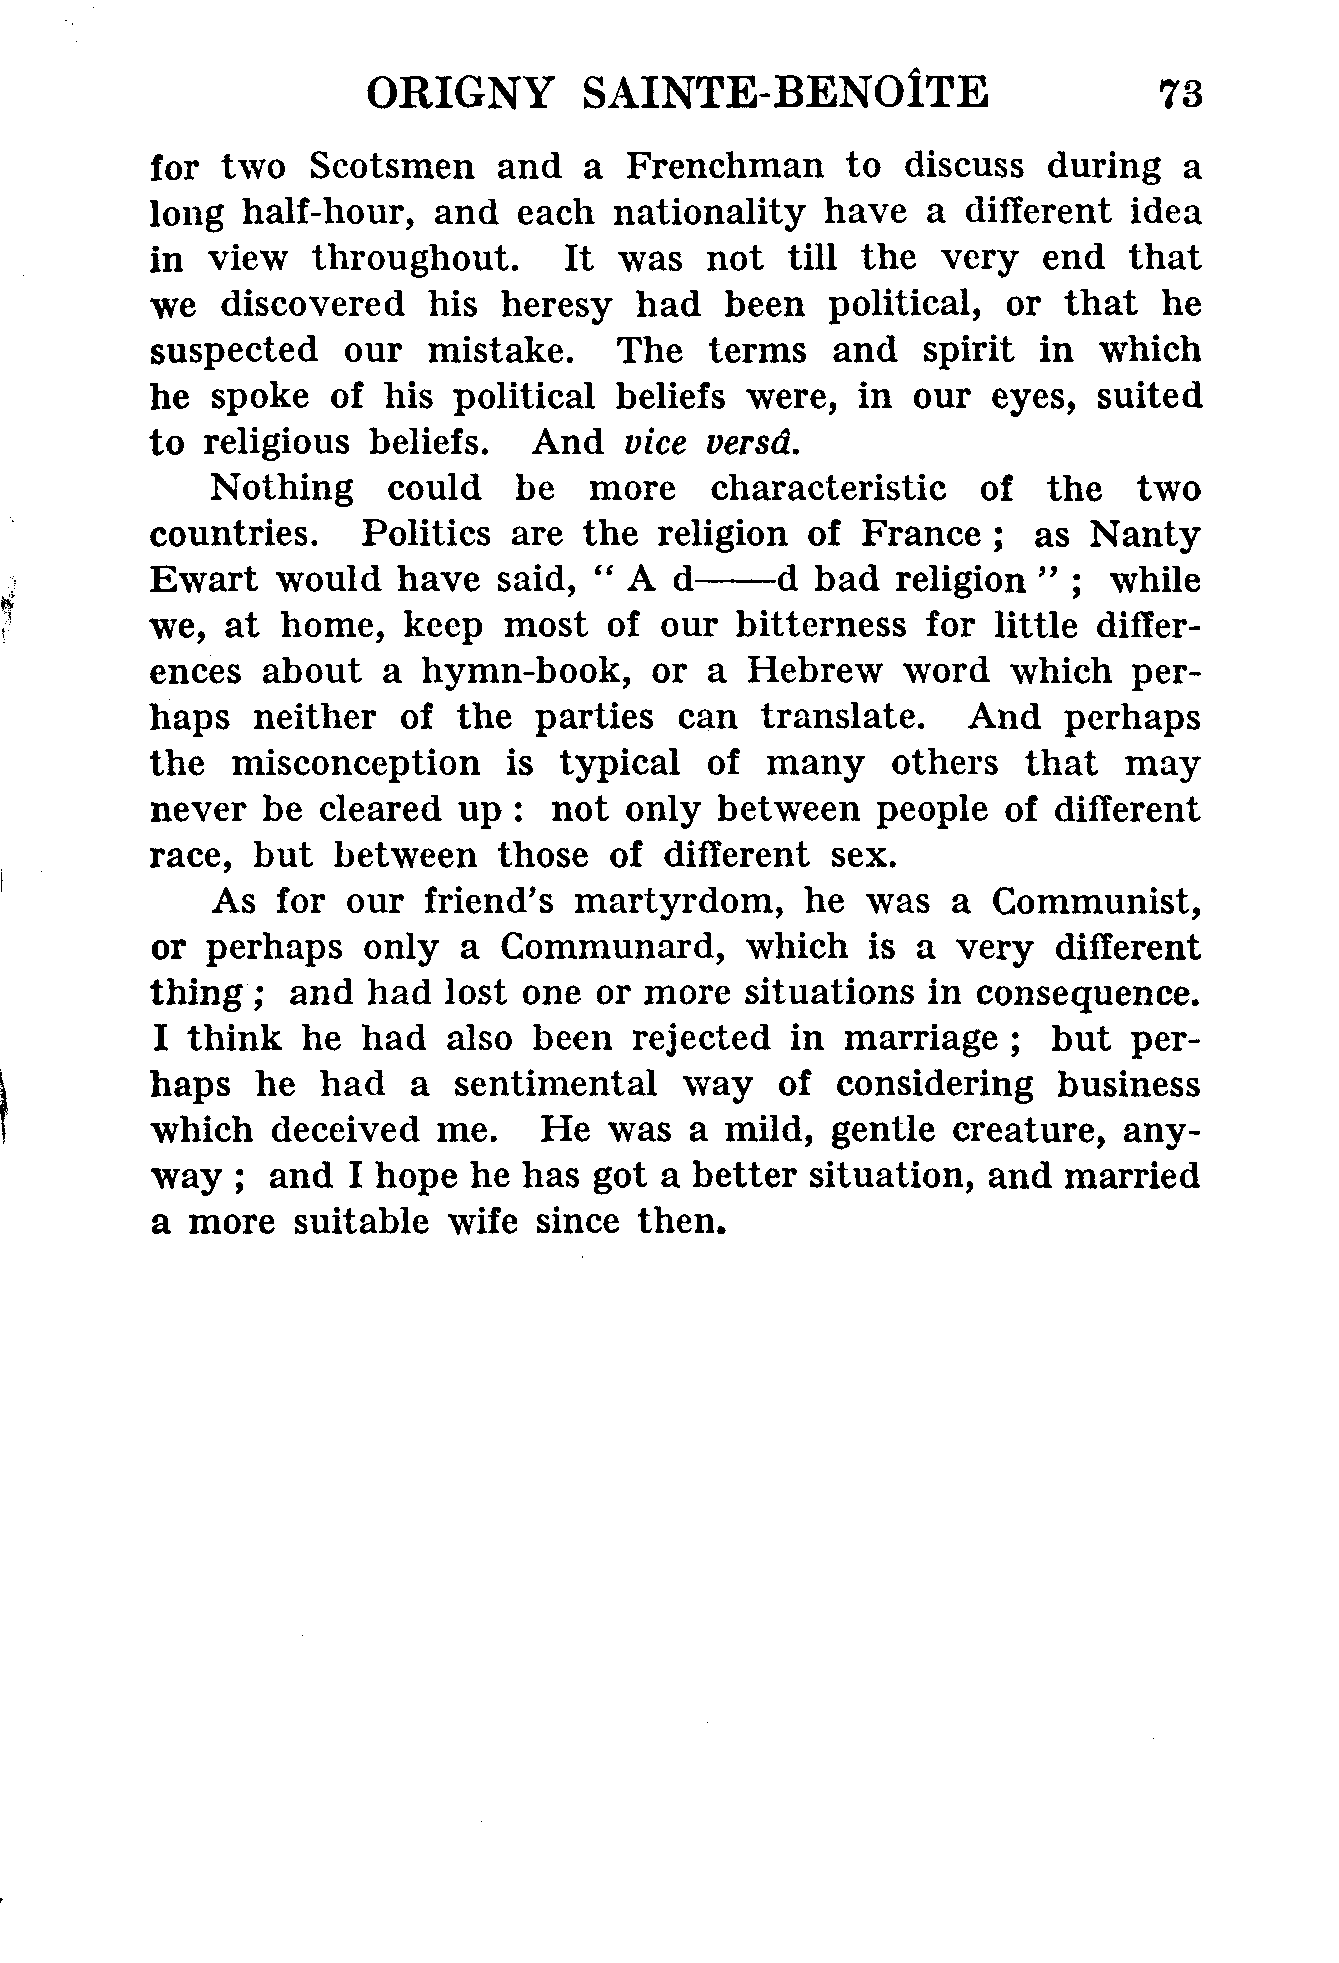 ORIGNY SAINTE-BENOÎTE 73
for two Scotsmen and a Frenchman to discuss during a
long half-hour, and each nationality have a different idea
in view throughout. It was not till the very end that
we discovered his heresy had been political, or that he
suspected our mistake. The terms and spirit in which
he spoke of his political beliefs were, in our eyes, suited
to religious beliefs. And vice versâ.
Nothing could be more characteristic of the two
countries. Politics are the religion of France ; as Nanty
Ewart would have said, “ A d——d bad religion ” ; while
we, at home, keep most of our bitterness for little differ-
ences about a hymn-book, or a Hebrew word which per-
haps neither of the parties can translate. And perhaps
the misconception is typical of many others that may
never be cleared up : not only between people of different
race, but between those of different sex.
As for our friend's martyrdom, he was a Communist,
or perhaps only a Communard, which is a very different
thing ; and had lost one or more situations in consequence.
I think he had also been rejected in marriage ; but per-
haps he had a sentimental way of considering business
which deceived me. He was a mild, gentle creature, any-
way ; and I hope he has got a better situation, and married
a more suitable wife since then.